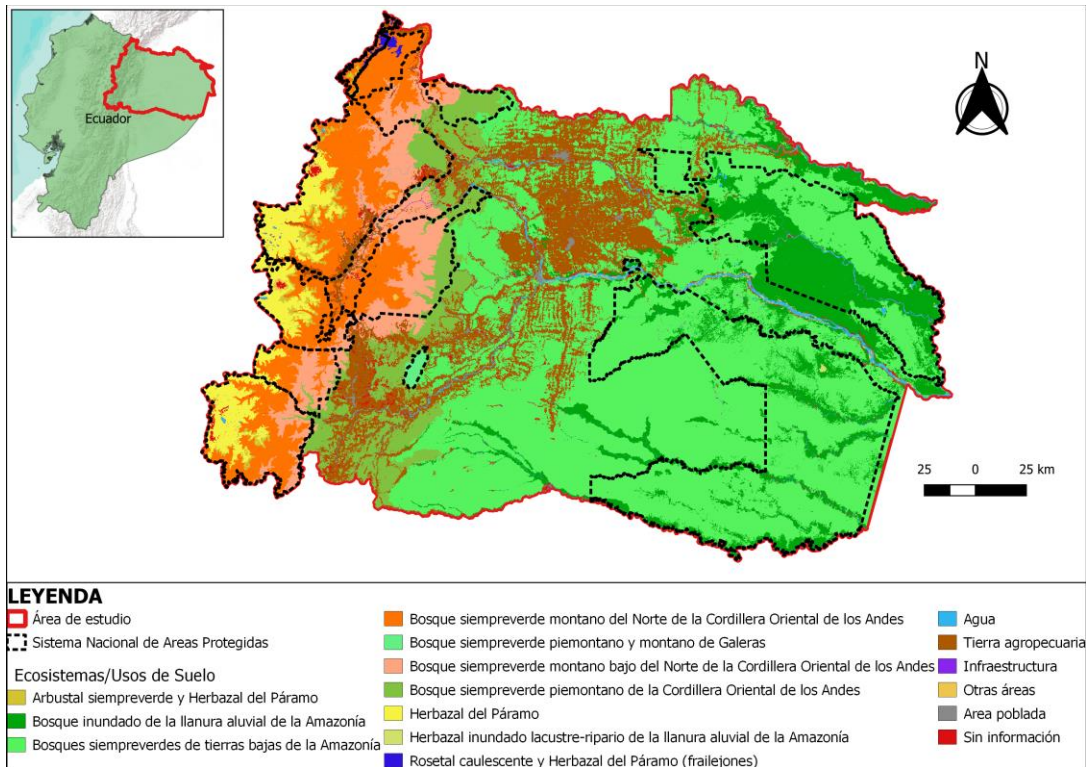 Ecuador
N
25 0 25 km
LEYENDA
Área de estudio
Sistema Nacional de Areas Protegidas
Ecosistemas/Usos de Suelo
Arbustal siempreverde y Herbazal del Páramo
Bosque inundado de la llanura aluvial de la Amazonía
Bosques siempreverdes de tierras bajas de la Amazonía
Bosque siempreverde montano del Norte de la Cordillera Oriental de los Andes
Bosque siempreverde piemontano y montano de Galeras
Bosque siempreverde montano bajo del Norte de la Cordillera Oriental de los Andes
Bosque siempreverde piemontano de la Cordillera Oriental de los Andes
Herbazal del Páramo
Herbazal inundado lacustre-ripario de la llanura aluvial de la Amazonía
Rosetal caulescente y Herbazal del Páramo (frailejones)
Agua
Tierra agropecuaria
Infraestructura
Otras áreas
Area poblada
Sin información